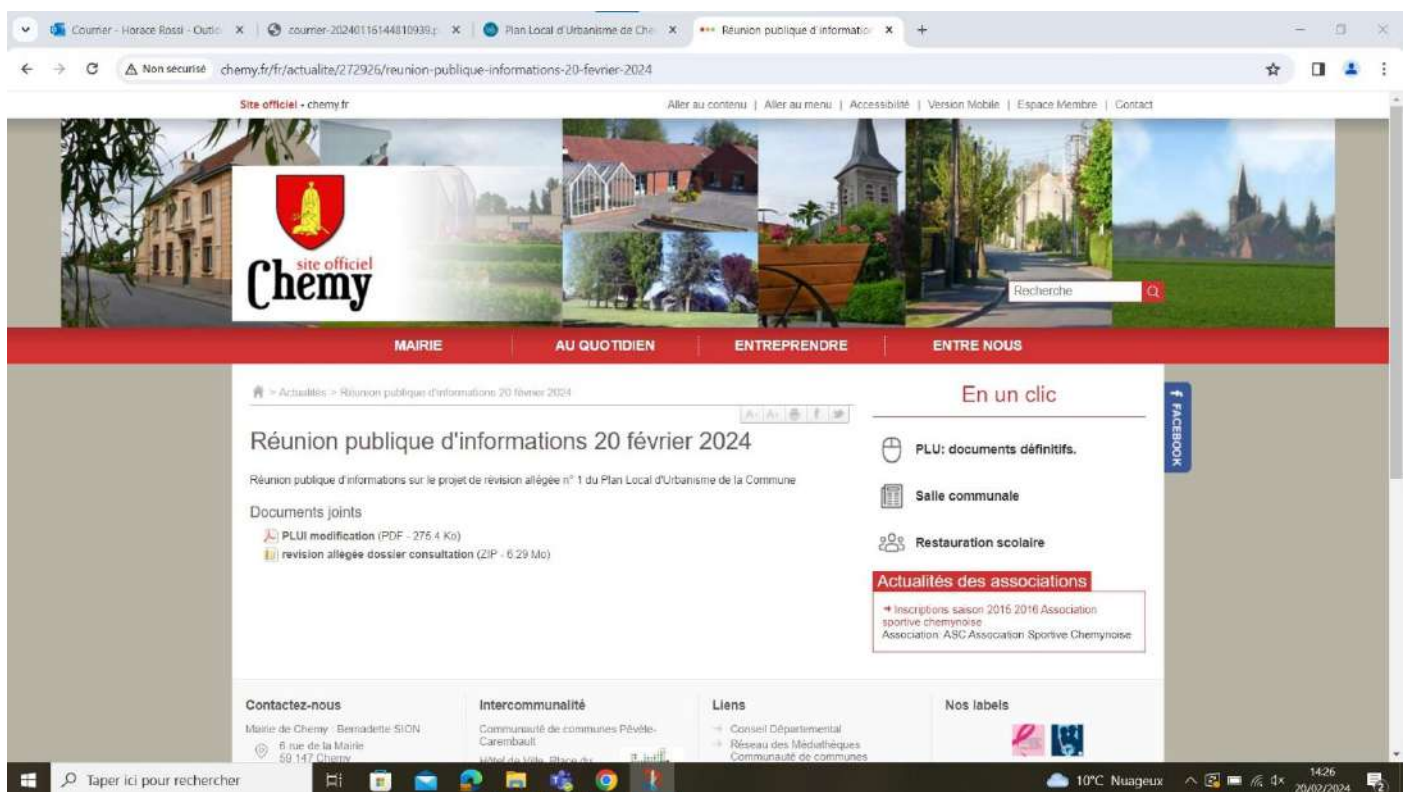 Courrier - Horace Rossi - Outlo
courrier-20240116144810939.p
Plan Local d'Urbanisme de Che
Réunion publique d'information
Non sécurisé chemy.fr/fr/actualite/272926/reunion-publique-informations-20-fevrier-2024
Site officiel - chemy.fr
Aller au contenu | Aller au menu | Accessibilité | Version Mobile | Espace Membre | Contact
site officiel
Chemy
Recherche
MAIRIE AU QUOTIDIEN ENTREPRENDRE ENTRE NOUS
> Actualités > Réunion publique d'informations 20 février 2024
A- A+
Réunion publique d'informations 20 février 2024
Réunion publique d'informations sur le projet de révision allégée n° 1 du Plan Local d'Urbanisme de la Commune
Documents joints
PLUI modification (PDF - 275.4 Ko)
revision allégée dossier consultation (ZIP - 6.29 Mo)
En un clic
FACEBOOK
PLU: documents définitifs.
Salle communale
Restauration scolaire
Actualités des associations
Inscriptions saison 2015 2016 Association
sportive chemynoise
Association: ASC Association Sportive Chemynoise
Contactez-nous
Mairie de Chemy : Bernadette SION
6 rue de la Mairie
59 147 Chemy
Intercommunalité
Communauté de communes Pévèle-
Carembault
Hôtel de Ville, Place du
Liens
Conseil Départemental
Réseau des Médiathèques
Communauté de communes
Nos labels
Taper ici pour rechercher
10°C Nuageux
14:26
20/02/2024
2